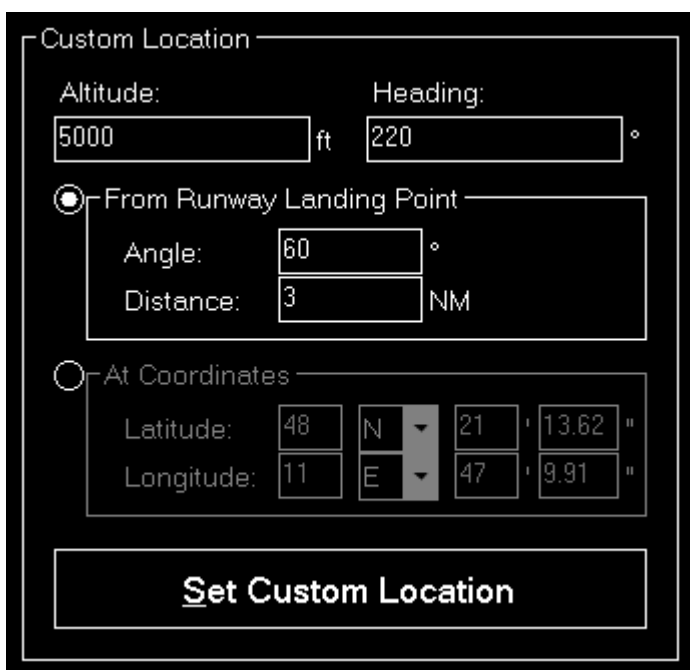 Custom Location
Altitude: Heading:
5000 ft 220 °
From Runway Landing Point
Angle: 60 °
Distance: 3 NM
At Coordinates
Latitude: 48 N 21 ' 13.62 "
Longitude: 11 E 47 ' 9.91 "
Set Custom Location